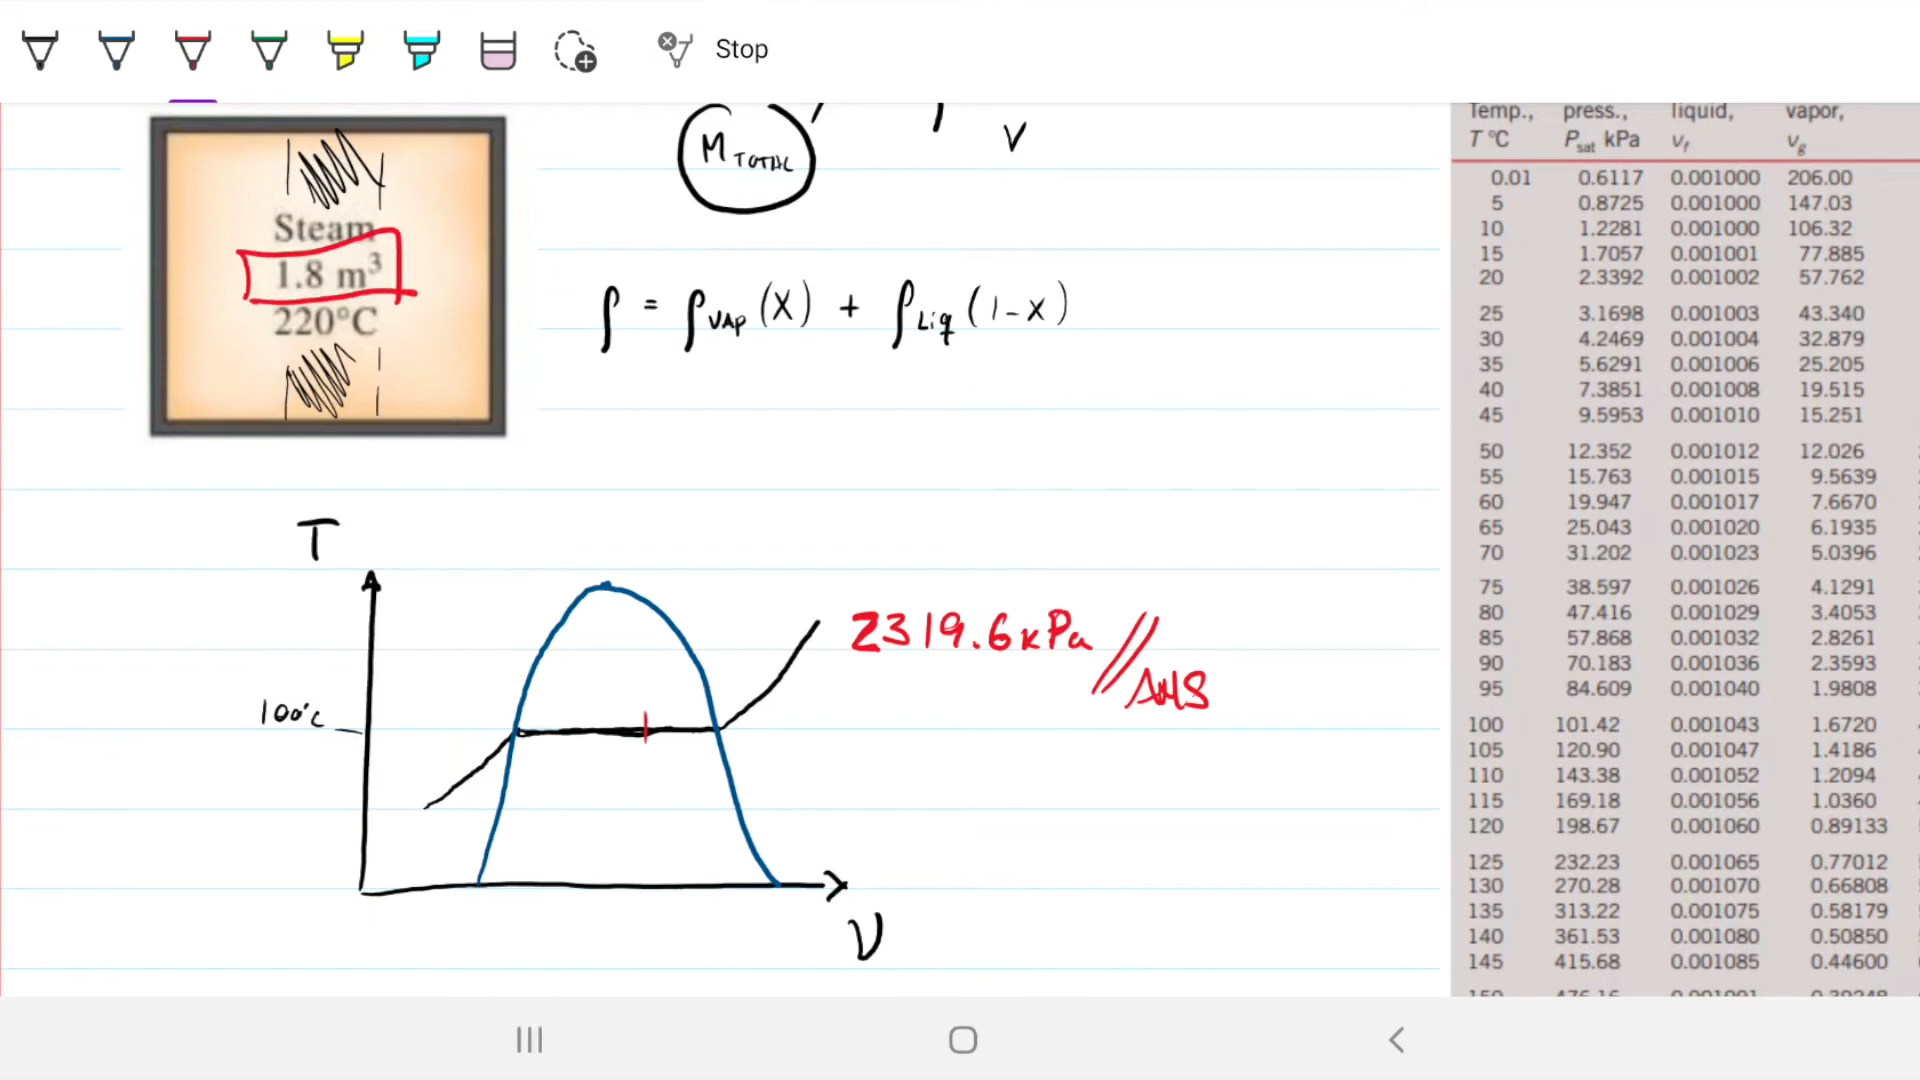 Stop
M TOTAL
V
Steam
1.8 m³
220°C
ρ = ρVAP (X) + ρLiq (1-x)
T
100°C
2319.6 kPa // ANS
V
Temp., press., liquid, vapor,
T °C Psat kPa vf vg
0.01 0.6117 0.001000 206.00
5 0.8725 0.001000 147.03
10 1.2281 0.001000 106.32
15 1.7057 0.001001 77.885
20 2.3392 0.001002 57.762
25 3.1698 0.001003 43.340
30 4.2469 0.001004 32.879
35 5.6291 0.001006 25.205
40 7.3851 0.001008 19.515
45 9.5953 0.001010 15.251
50 12.352 0.001012 12.026
55 15.763 0.001015 9.5639
60 19.947 0.001017 7.6670
65 25.043 0.001020 6.1935
70 31.202 0.001023 5.0396
75 38.597 0.001026 4.1291
80 47.416 0.001029 3.4053
85 57.868 0.001032 2.8261
90 70.183 0.001036 2.3593
95 84.609 0.001040 1.9808
100 101.42 0.001043 1.6720
105 120.90 0.001047 1.4186
110 143.38 0.001052 1.2094
115 169.18 0.001056 1.0360
120 198.67 0.001060 0.89133
125 232.23 0.001065 0.77012
130 270.28 0.001070 0.66808
135 313.22 0.001075 0.58179
140 361.53 0.001080 0.50850
145 415.68 0.001085 0.44600